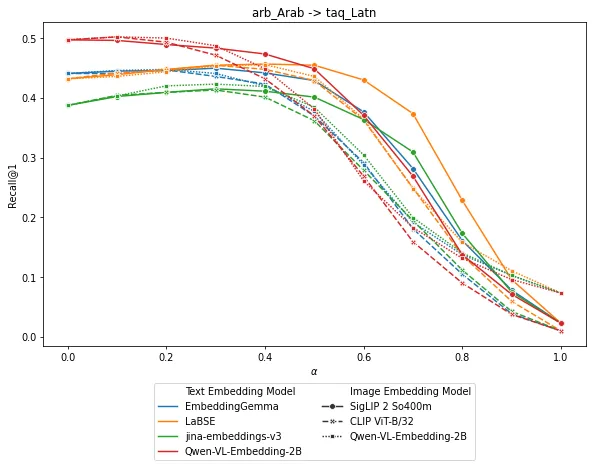 arb_Arab -> taq_Latn
Recall@1
0.5
0.4
0.3
0.2
0.1
0.0
0.0 0.2 0.4 0.6 0.8 1.0
α
Text Embedding Model
EmbeddingGemma
LaBSE
jina-embeddings-v3
Qwen-VL-Embedding-2B
Image Embedding Model
SigLIP 2 So400m
CLIP ViT-B/32
Qwen-VL-Embedding-2B